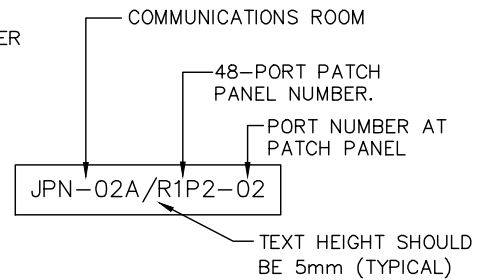 COMMUNICATIONS ROOM
ER
48-PORT PATCH
PANEL NUMBER.
PORT NUMBER AT
PATCH PANEL
JPN-02A/R1P2-02
TEXT HEIGHT SHOULD
BE 5mm (TYPICAL)